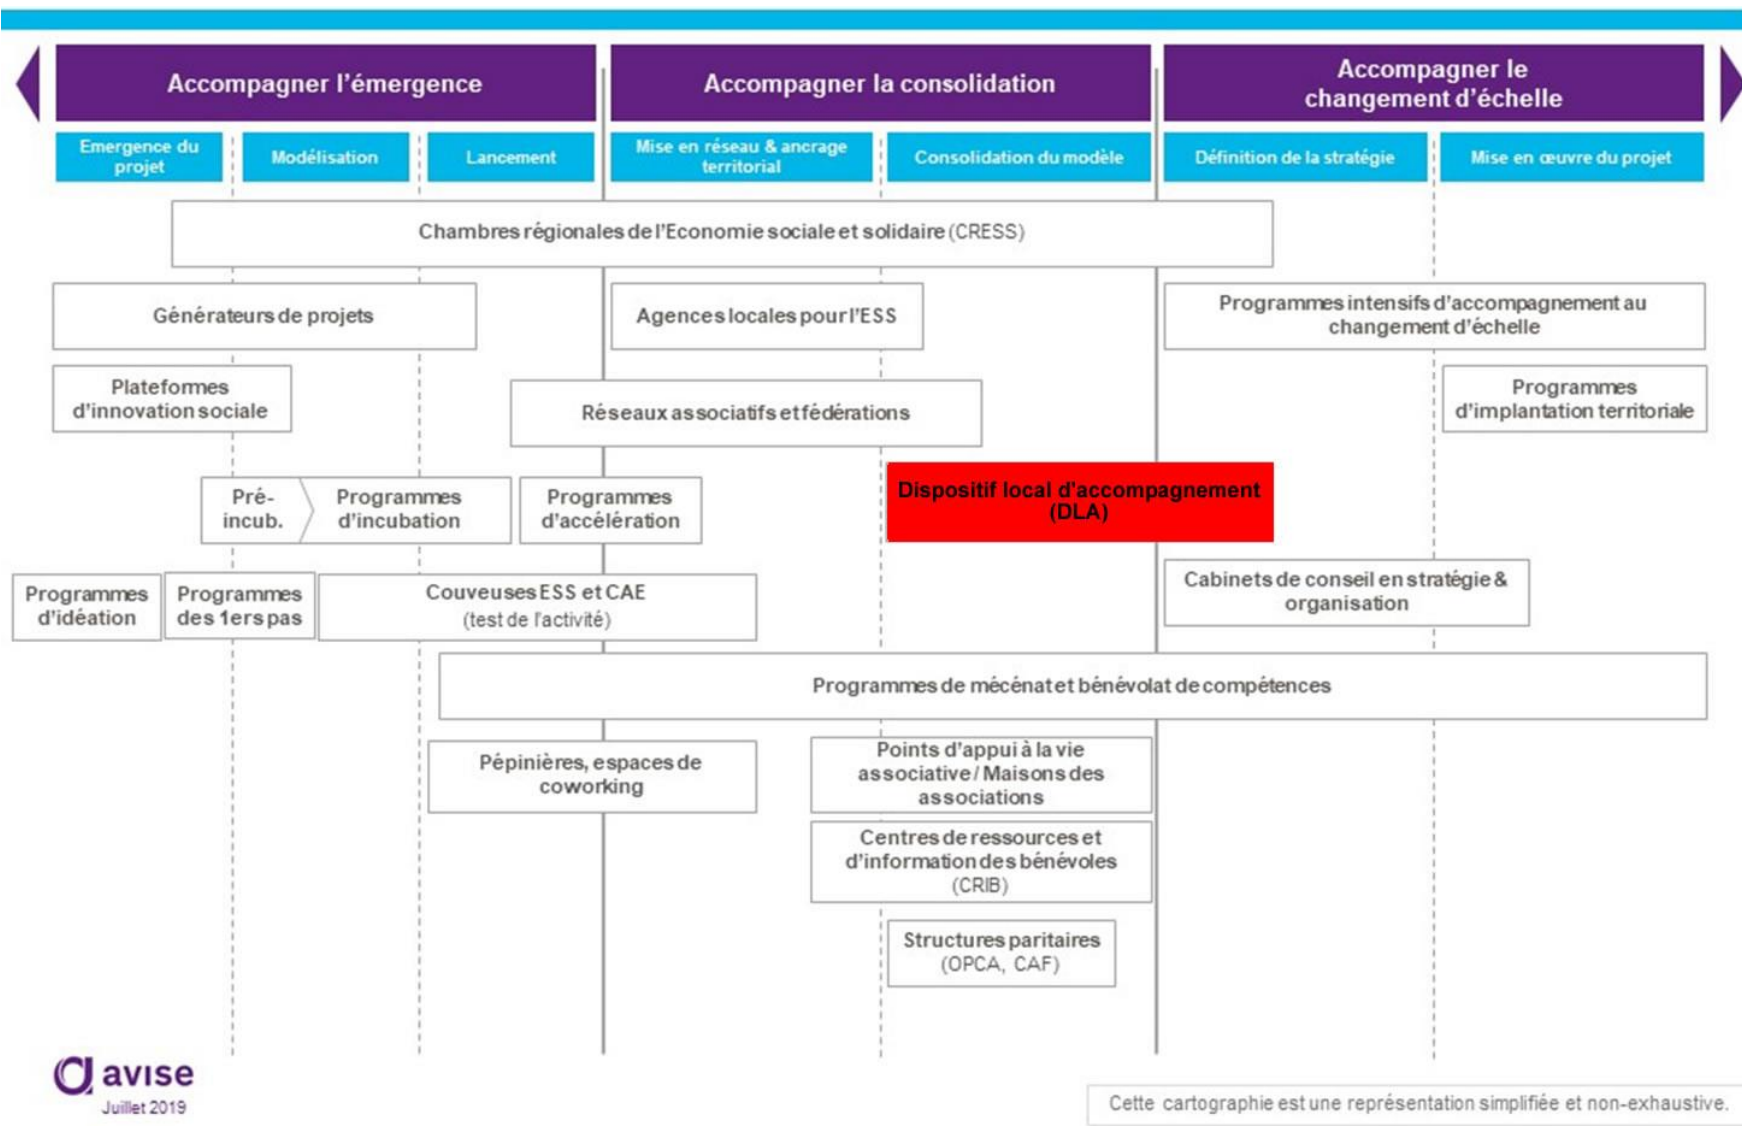 Accompagner l'émergence
Accompagner la consolidation
Accompagner le
changement d'échelle
Emergence du
projet
Modélisation
Lancement
Mise en réseau & ancrage
territorial
Consolidation du modèle
Définition de la stratégie
Mise en œuvre du projet
Chambres régionales de l'Economie sociale et solidaire (CRESS)
Générateurs de projets
Agences locales pour l'ESS
Programmes intensifs d'accompagnement au
changement d'échelle
Plateformes
d'innovation sociale
Réseaux associatifs et fédérations
Programmes
d'implantation territoriale
Pré-
incub.
Programmes
d'incubation
Programmes
d'accélération
Dispositif local d'accompagnement
(DLA)
Programmes
d'idéation
Programmes
des 1ers pas
Couveuses ESS et CAE
(test de l'activité)
Cabinets de conseil en stratégie &
organisation
Programmes de mécénat et bénévolat de compétences
Pépinières, espaces de
coworking
Points d'appui à la vie
associative / Maisons des
associations
Centres de ressources et
d'information des bénévoles
(CRIB)
Structures paritaires
(OPCA, CAF)
avise
Juillet 2019
Cette cartographie est une représentation simplifiée et non-exhaustive.